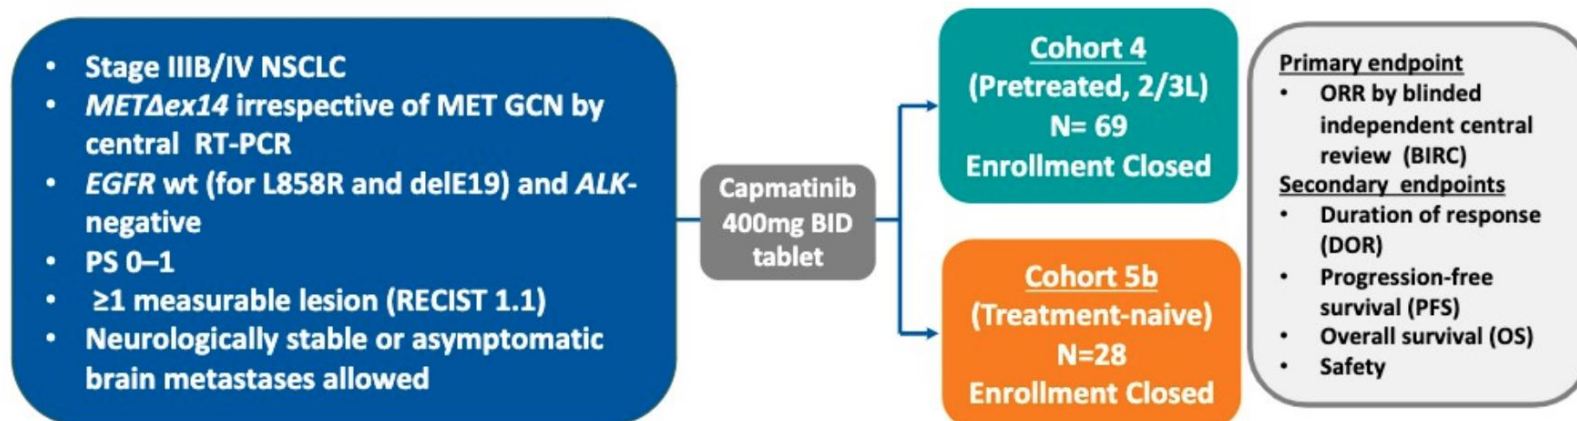 • Stage IIIB/IV NSCLC
• METΔex14 irrespective of MET GCN by
central RT-PCR
• EGFR wt (for L858R and delE19) and ALK-
negative
• PS 0–1
• ≥1 measurable lesion (RECIST 1.1)
• Neurologically stable or asymptomatic
brain metastases allowed
Capmatinib
400mg BID
tablet
Cohort 4
(Pretreated, 2/3L)
N= 69
Enrollment Closed
Cohort 5b
(Treatment-naive)
N=28
Enrollment Closed
Primary endpoint
• ORR by blinded
independent central
review (BIRC)
Secondary endpoints
• Duration of response
(DOR)
• Progression-free
survival (PFS)
• Overall survival (OS)
• Safety